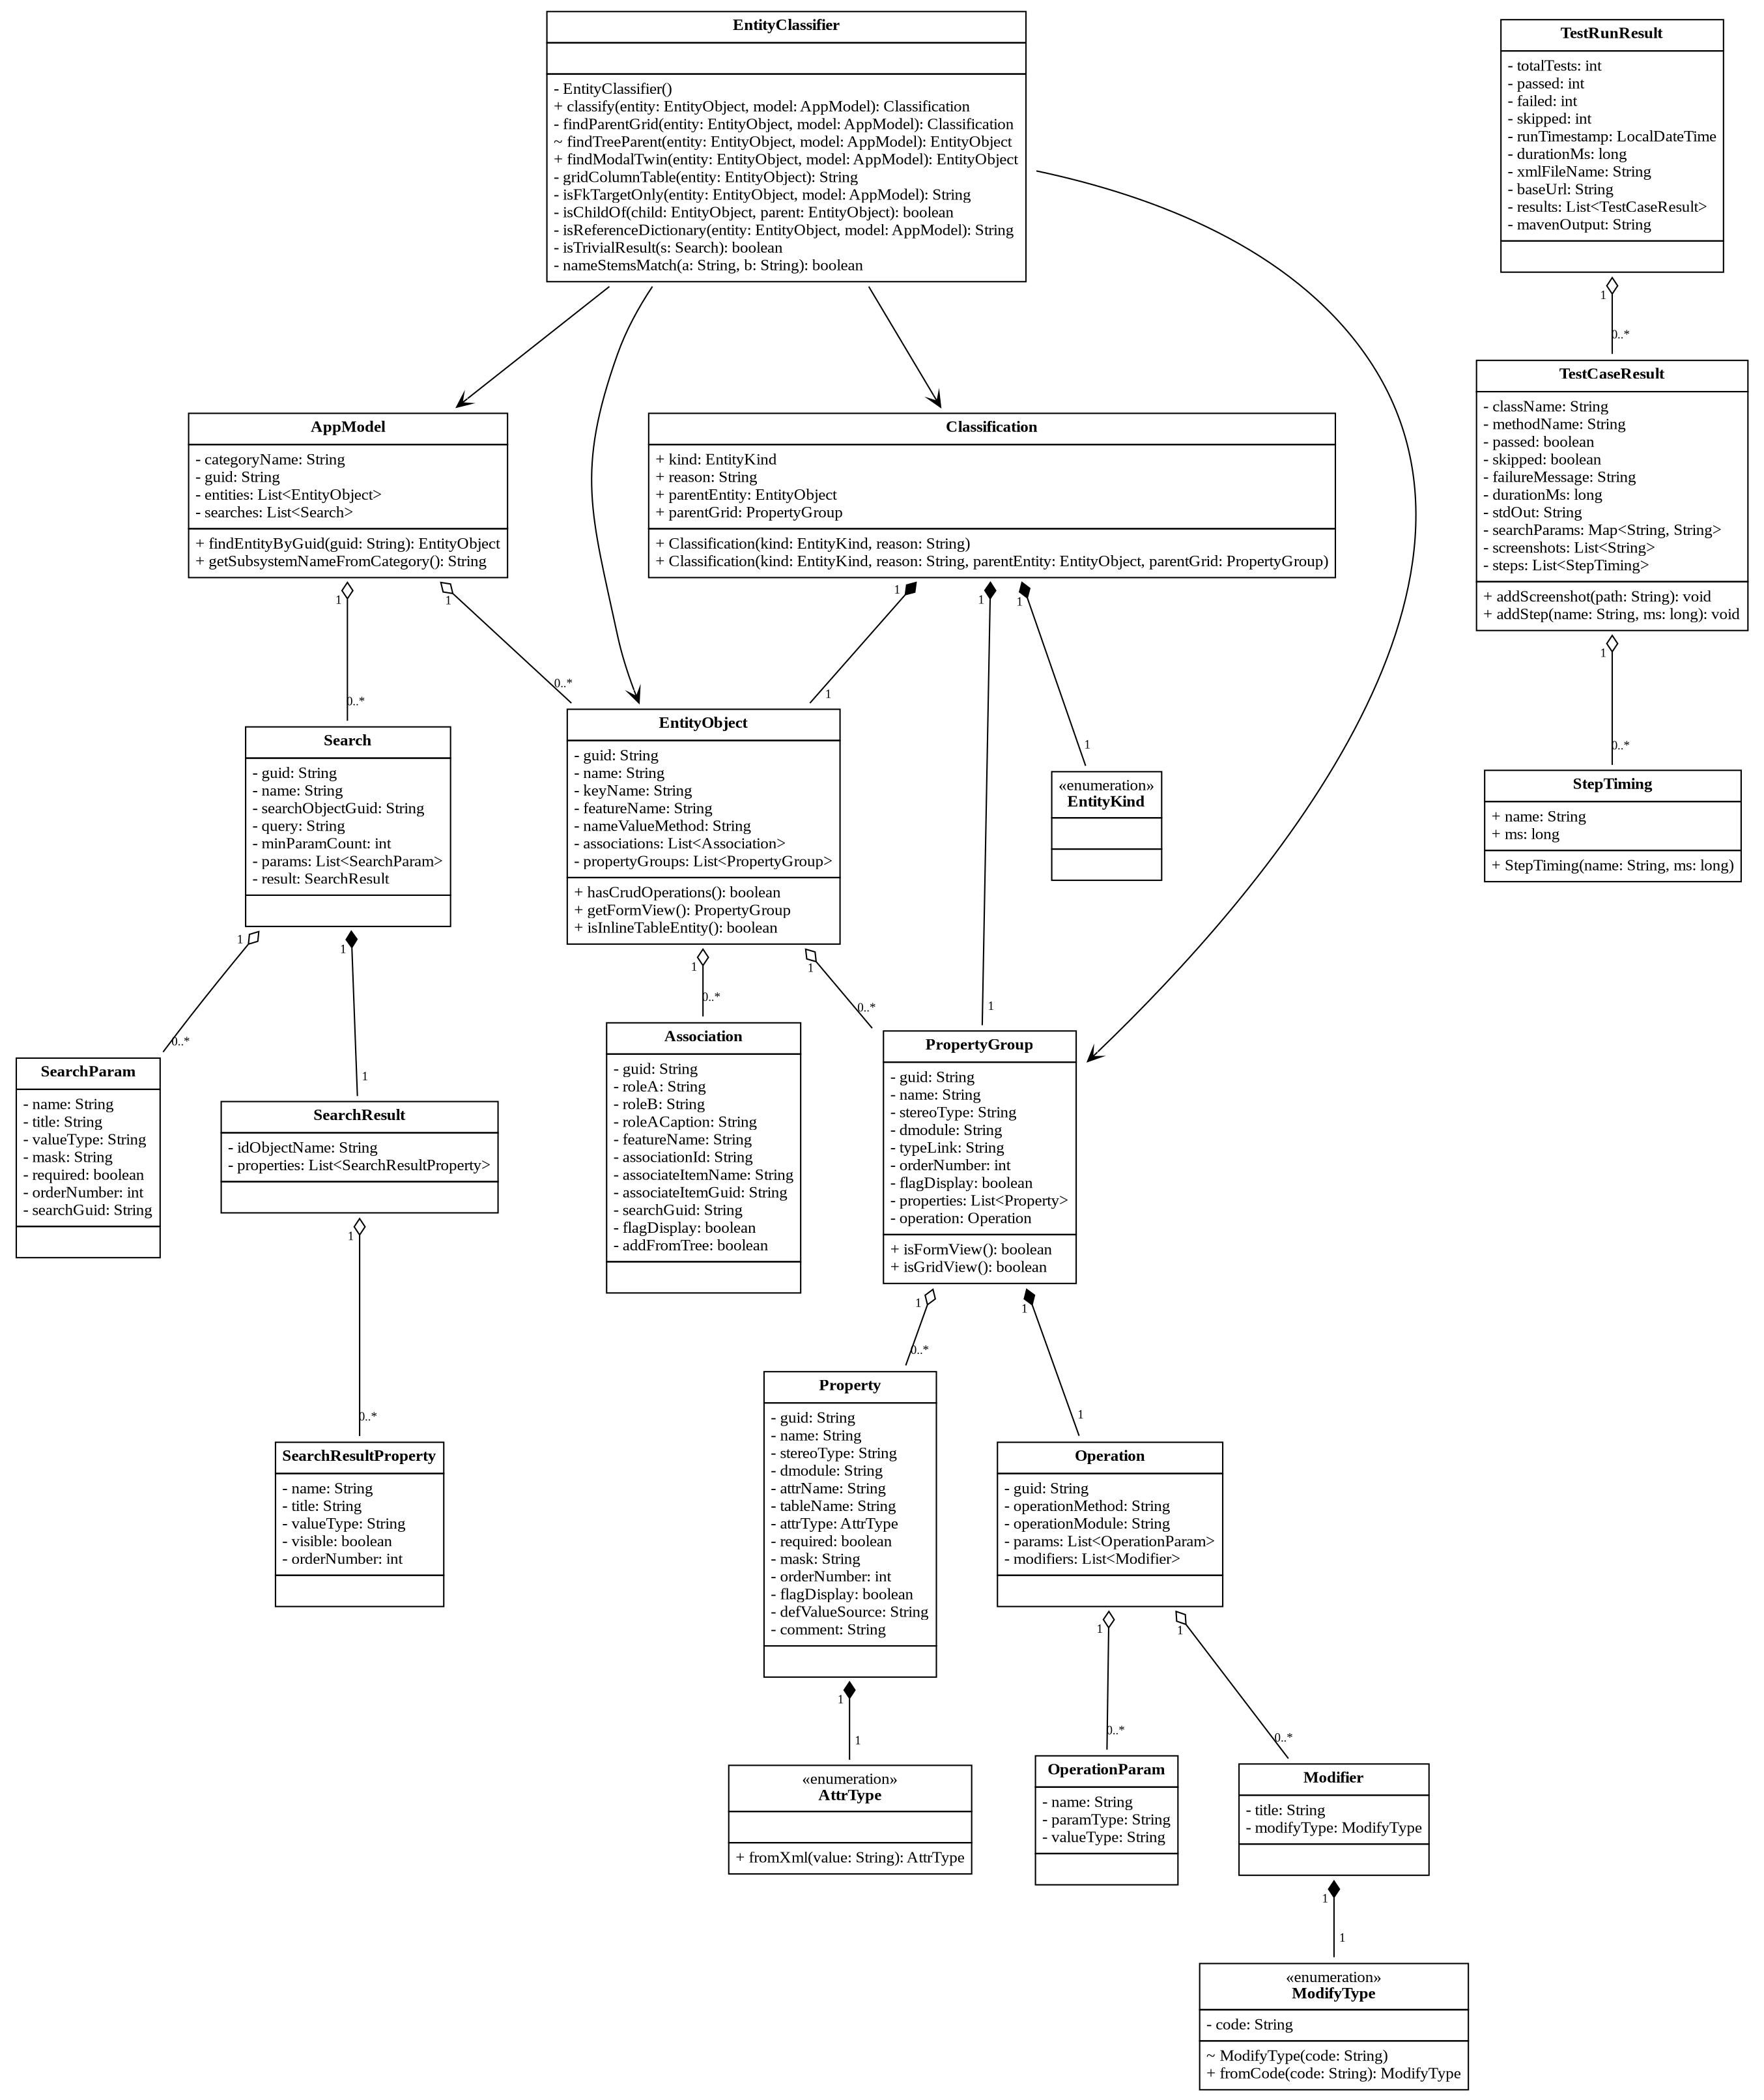 EntityClassifier
- EntityClassifier()
+ classify(entity: EntityObject, model: AppModel): Classification
- findParentGrid(entity: EntityObject, model: AppModel): Classification
~ findTreeParent(entity: EntityObject, model: AppModel): EntityObject
+ findModalTwin(entity: EntityObject, model: AppModel): EntityObject
- gridColumnTable(entity: EntityObject): String
- isFkTargetOnly(entity: EntityObject, model: AppModel): String
- isChildOf(child: EntityObject, parent: EntityObject): boolean
- isReferenceDictionary(entity: EntityObject, model: AppModel): String
- isTrivialResult(s: Search): boolean
- nameStemsMatch(a: String, b: String): boolean
TestRunResult
- totalTests: int
- passed: int
- failed: int
- skipped: int
- runTimestamp: LocalDateTime
- durationMs: long
- xmlFileName: String
- baseUrl: String
- results: List<TestCaseResult>
- mavenOutput: String
1
0..*
AppModel
- categoryName: String
- guid: String
- entities: List<EntityObject>
- searches: List<Search>
+ findEntityByGuid(guid: String): EntityObject
+ getSubsystemNameFromCategory(): String
Classification
+ kind: EntityKind
+ reason: String
+ parentEntity: EntityObject
+ parentGrid: PropertyGroup
+ Classification(kind: EntityKind, reason: String)
+ Classification(kind: EntityKind, reason: String, parentEntity: EntityObject, parentGrid: PropertyGroup)
TestCaseResult
- className: String
- methodName: String
- passed: boolean
- skipped: boolean
- failureMessage: String
- durationMs: long
- stdOut: String
- searchParams: Map<String, String>
- screenshots: List<String>
- steps: List<StepTiming>
+ addScreenshot(path: String): void
+ addStep(name: String, ms: long): void
1
1
1
1
1
1
0..*
0..*
1
1
0..*
Search
- guid: String
- name: String
- searchObjectGuid: String
- query: String
- minParamCount: int
- params: List<SearchParam>
- result: SearchResult
EntityObject
- guid: String
- name: String
- keyName: String
- featureName: String
- nameValueMethod: String
- associations: List<Association>
- propertyGroups: List<PropertyGroup>
+ hasCrudOperations(): boolean
+ getFormView(): PropertyGroup
+ isInlineTableEntity(): boolean
«enumeration»
EntityKind
StepTiming
+ name: String
+ ms: long
+ StepTiming(name: String, ms: long)
1
1
1
1
0..*
1
0..*
0..*
1
SearchParam
- name: String
- title: String
- valueType: String
- mask: String
- required: boolean
- orderNumber: int
- searchGuid: String
SearchResult
- idObjectName: String
- properties: List<SearchResultProperty>
Association
- guid: String
- roleA: String
- roleB: String
- roleACaption: String
- featureName: String
- associationId: String
- associateItemName: String
- associateItemGuid: String
- searchGuid: String
- flagDisplay: boolean
- addFromTree: boolean
PropertyGroup
- guid: String
- name: String
- stereoType: String
- dmodule: String
- typeLink: String
- orderNumber: int
- flagDisplay: boolean
- properties: List<Property>
- operation: Operation
+ isFormView(): boolean
+ isGridView(): boolean
1
1
1
0..*
0..*
1
SearchResultProperty
- name: String
- title: String
- valueType: String
- visible: boolean
- orderNumber: int
Property
- guid: String
- name: String
- stereoType: String
- dmodule: String
- attrName: String
- tableName: String
- attrType: AttrType
- required: boolean
- mask: String
- orderNumber: int
- flagDisplay: boolean
- defValueSource: String
- comment: String
Operation
- guid: String
- operationMethod: String
- operationModule: String
- params: List<OperationParam>
- modifiers: List<Modifier>
1
1
1
1
0..*
0..*
«enumeration»
AttrType
+ fromXml(value: String): AttrType
OperationParam
- name: String
- paramType: String
- valueType: String
Modifier
- title: String
- modifyType: ModifyType
1
1
«enumeration»
ModifyType
- code: String
~ ModifyType(code: String)
+ fromCode(code: String): ModifyType